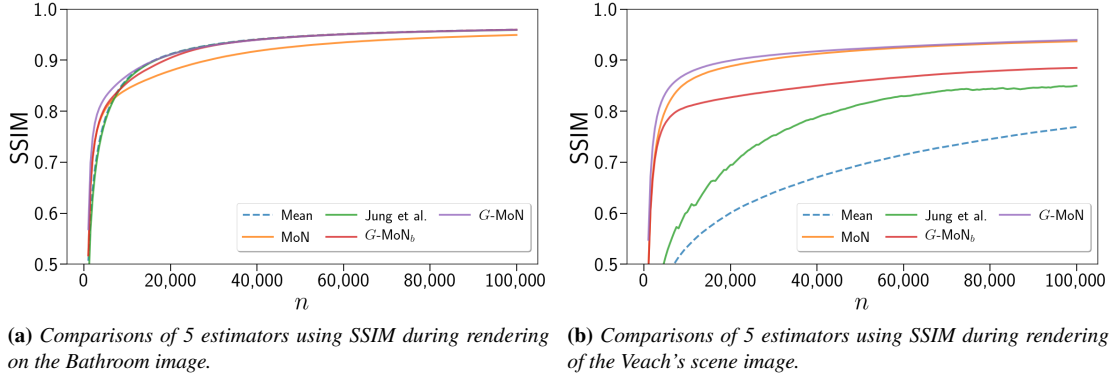 1.0
0.9
0.8
0.7
0.6
0.5
SSIM
0
20,000
40,000
60,000
80,000
100,000
n
Mean
MoN
Jung et al.
G-MoN_b
G-MoN
(a) Comparisons of 5 estimators using SSIM during rendering
on the Bathroom image.
1.0
0.9
0.8
0.7
0.6
0.5
SSIM
0
20,000
40,000
60,000
80,000
100,000
n
Mean
MoN
Jung et al.
G-MoN_b
G-MoN
(b) Comparisons of 5 estimators using SSIM during rendering
of the Veach's scene image.